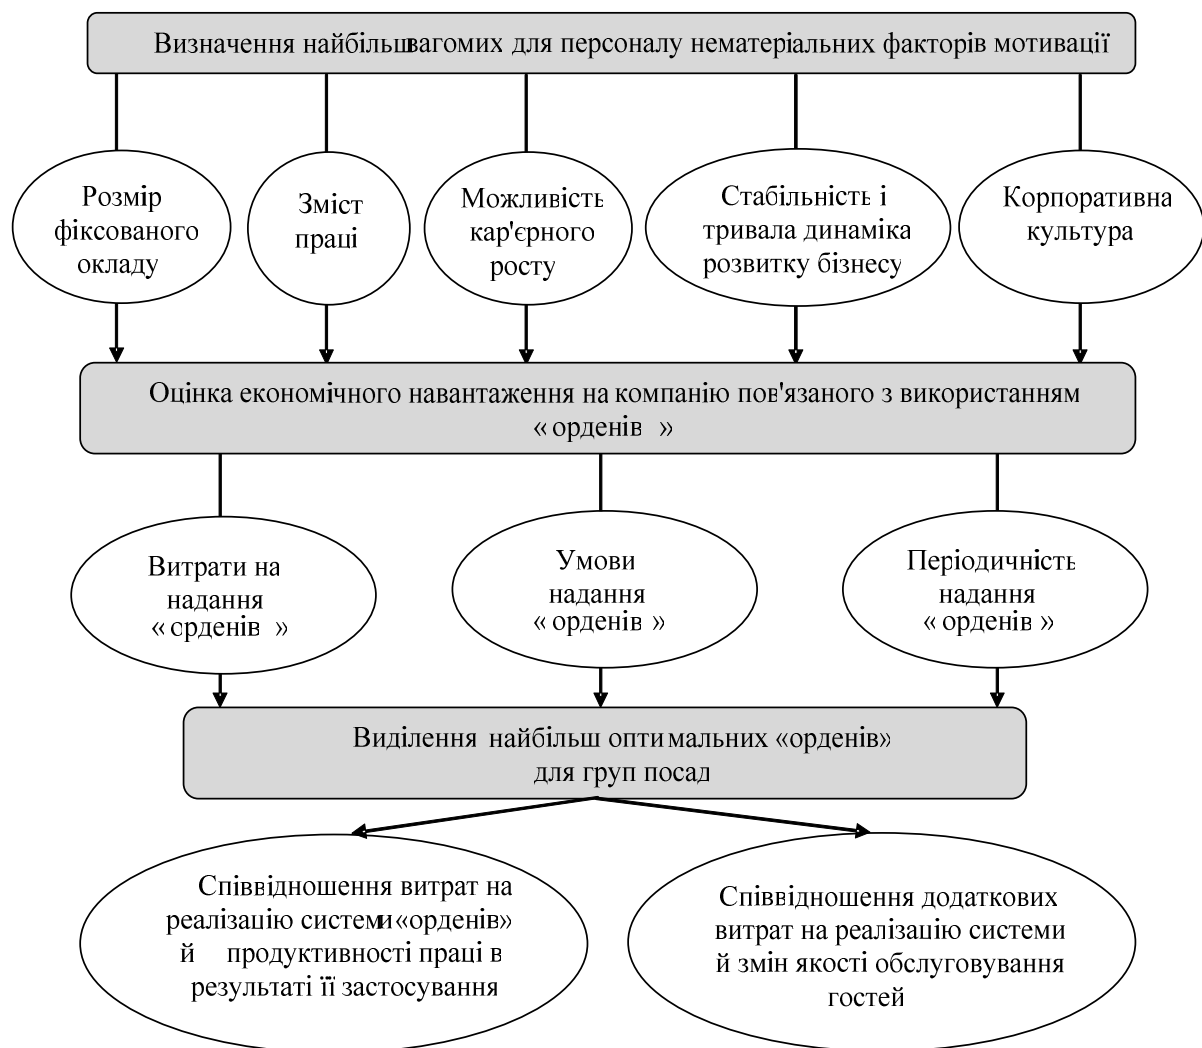 Визначення найбільш вагомих для персоналу нематеріальних факторів мотивації
Розмір
фіксованого
окладу
Зміст
праці
Можливість
кар'єрного
росту
Стабільність і
тривала динаміка
розвитку бізнесу
Корпоративна
культура
Оцінка економічного навантаження на компанію пов'язаного з використанням
«орденів »
Витрати на
надання
«орденів »
Умови
надання
«орденів »
Періодичність
надання
«орденів »
Виділення найбільш оптимальних «орденів»
для груп посад
Співвідношення витрат на
реалізацію системи «орденів»
й продуктивності праці в
результаті її застосування
Співвідношення додаткових
витрат на реалізацію системи
й змін якості обслуговування
гостей